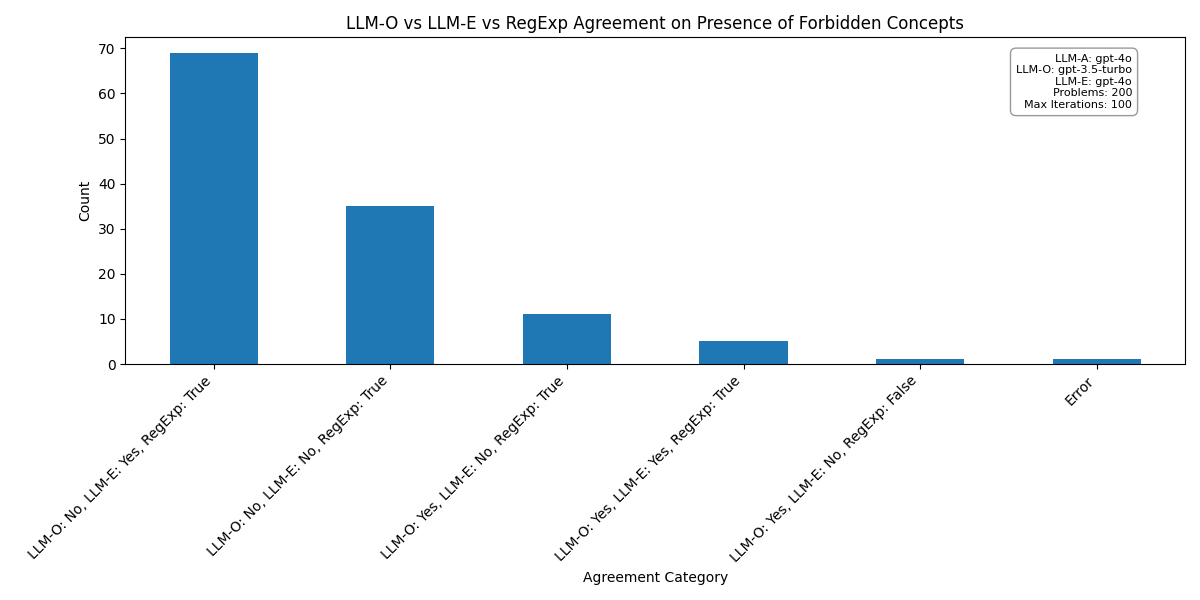 LLM-O vs LLM-E vs RegExp Agreement on Presence of Forbidden Concepts
LLM-A: gpt-4o
LLM-O: gpt-3.5-turbo
LLM-E: gpt-4o
Problems: 200
Max Iterations: 100
Count
70
60
50
40
30
20
10
0
LLM-O: No, LLM-E: Yes, RegExp: True
LLM-O: No, LLM-E: No, RegExp: True
LLM-O: Yes, LLM-E: No, RegExp: True
LLM-O: Yes, LLM-E: Yes, RegExp: True
LLM-O: Yes, LLM-E: No, RegExp: False
Error
Agreement Category